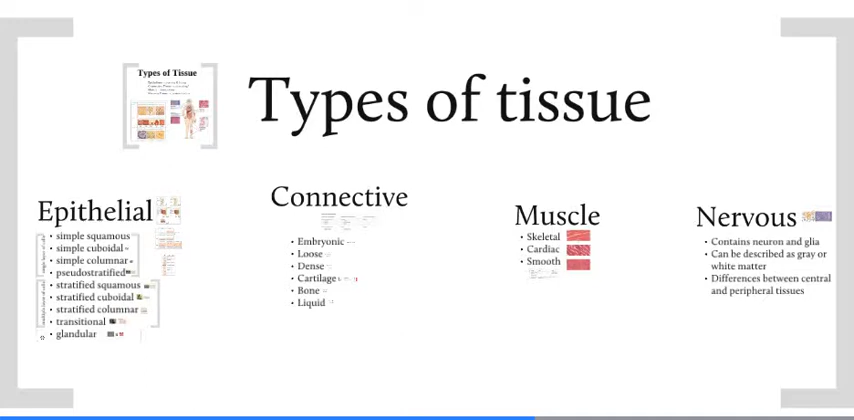 Types of Tissue
Types of tissue
Epithelial
• simple squamous
• simple cuboidal
• simple columnar
• pseudostratified
• stratified squamous
• stratified cuboidal
• stratified columnar
• transitional
• glandular
Connective
• Embryonic
• Loose
• Dense
• Cartilage
• Bone
• Liquid
Muscle
• Skeletal
• Cardiac
• Smooth
Nervous
• Contains neuron and glia
• Can be described as gray or
white matter
• Differences between central
and peripheral tissues